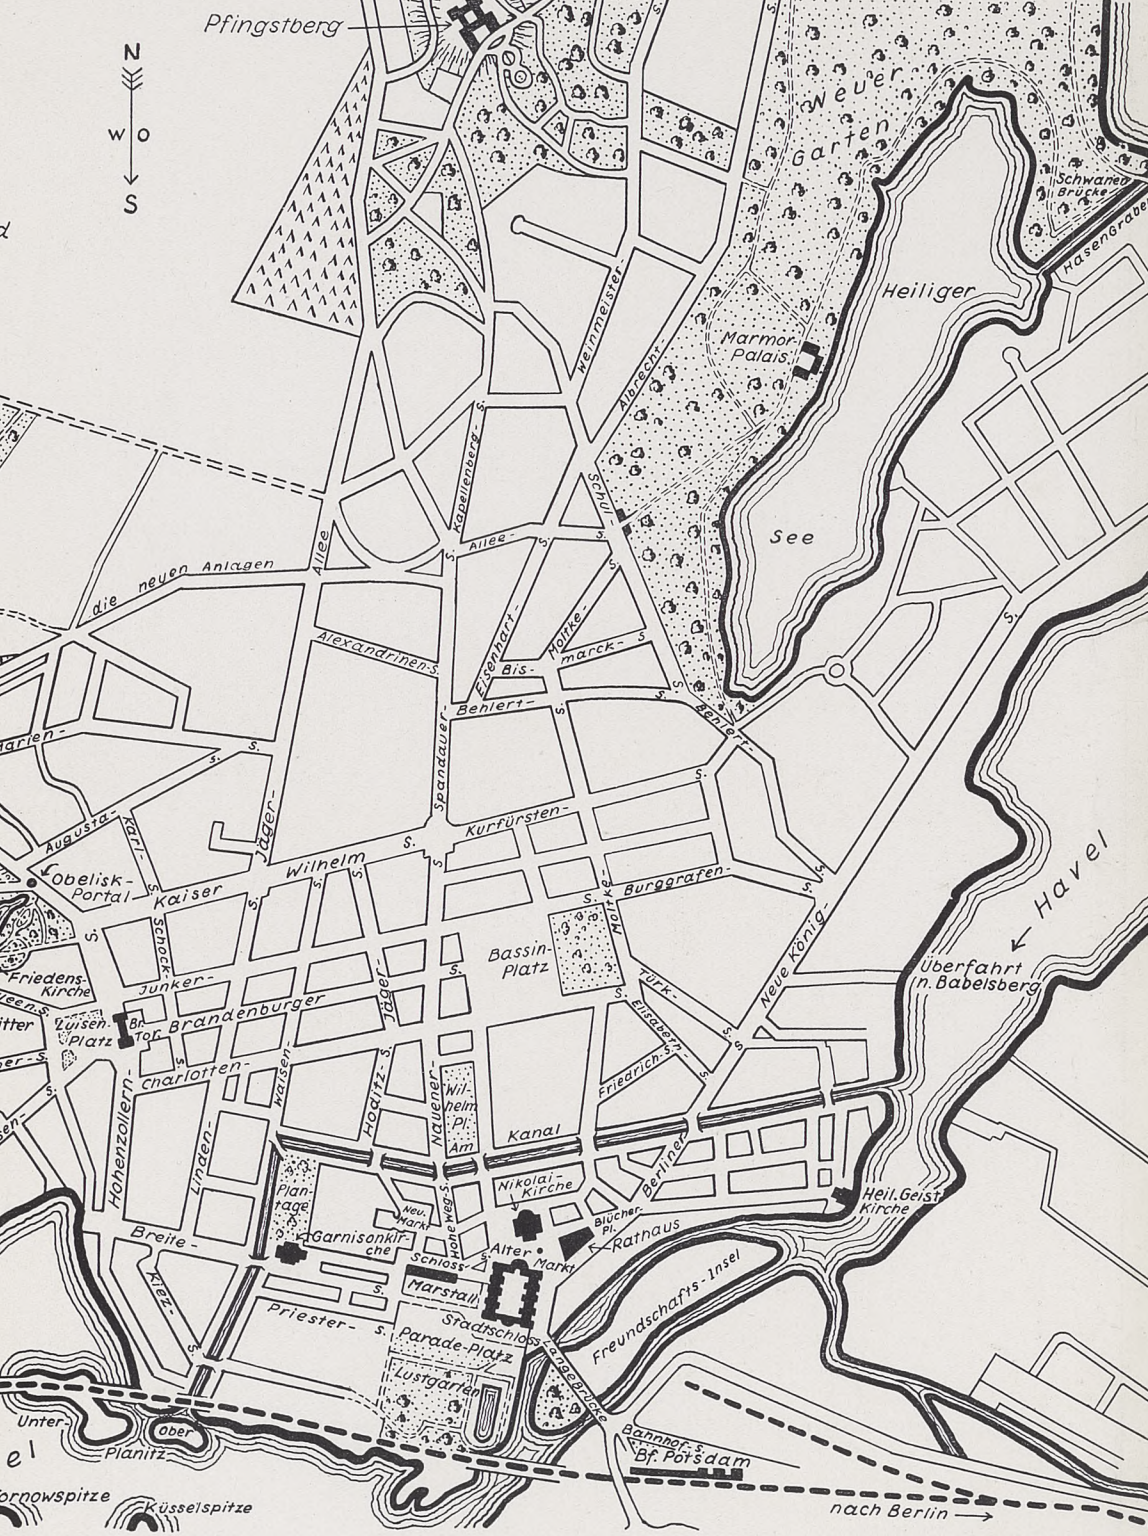 Pfingstberg
N
W O
S
d
Neuer
Garten
Schwanen
Brücke
Hasengraben
Heiliger
See
Marmor-
Palais
Weinmeister
Albrecht
Schul
S.
Kapellenberg-
S.
Allee-
S.
Allee
die neuen Anlagen
Alexandrinen-S.
Eisenhart-
S.
Moltke-
S.
Bis-
marck- S
Behlert-
S.
S.
Behlert-
S.
Spandauer-
S.
Kurfürsten-
S.
S.
Jäger-
S.
Augusta-
S.
Karl-
S.
Obelisk-
Portal
Kaiser
Wilhelm
S.
Burggrafen-
S.
Moltke-
S.
Bassin-
Platz
Neue König-
S.
Havel
Überfahrt
n. Babelsberg
Friedens-
Kirche
Schock
Junker-
S.
Luisen-
Platz
Br.
Tor
Brandenburger
Jäger
Charlotten-
S.
Waisen-
Türk-
S.
Elisabeth-
S.
Friedrich-S.
Hohenzollern-
Linden-
Hoditz-
S.
Nauener-
S.
Wil-
helm
Pl.
Am
Kanal
Plan-
tage
Garnisonkir-
che
Neu.
Markt
Hohe Weg-S.
Nikolai-
Kirche
Berliner
Blücher-
Pl.
Rathaus
Heil. Geist
Kirche
Alter
Markt
Schloss-
S.
Marstall
Stadtschloss
Breite-
S.
Kiez-
S.
Priester-
S.
Parade-Platz
Lustgarten
Lange Brücke
Freundschafts-Insel
Bahnhof-S.
Bf. Potsdam
Unter-
Planitz
Ober
el
Küsselspitze
nach Berlin